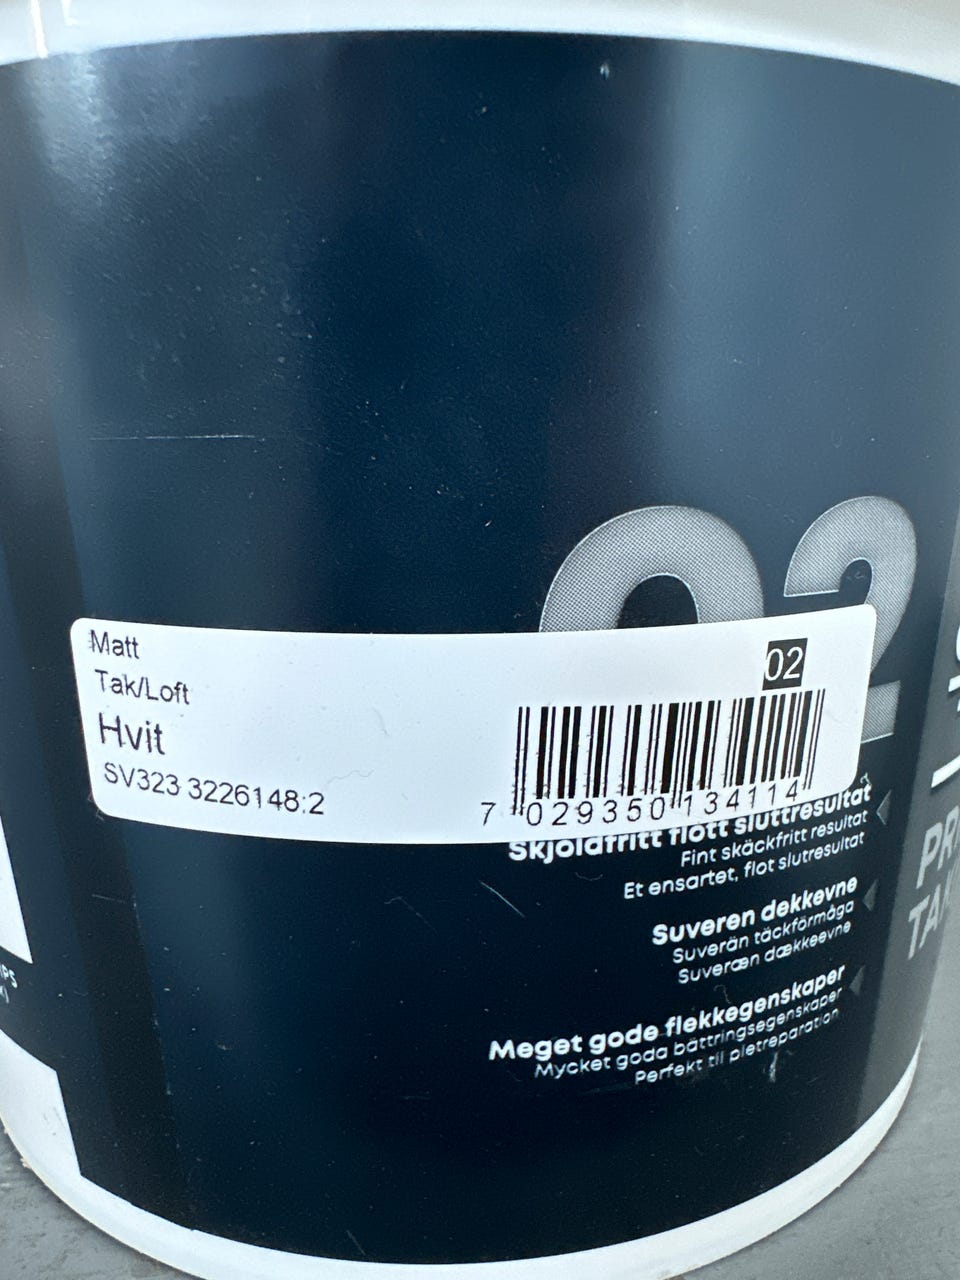 02
Matt
Tak/Loft
Hvit
SV323 3226148:2
02
7 029350 134114
Skjoldfritt flott sluttresultat
Fint skäckfritt resultat
Et ensartet, flot slutresultat
Suveren dekkevne
Suverän täckförmåga
Suveræn dækkeevne
Meget gode flekkegenskaper
Mycket goda bättringsegenskaper
Perfekt til pletreparation